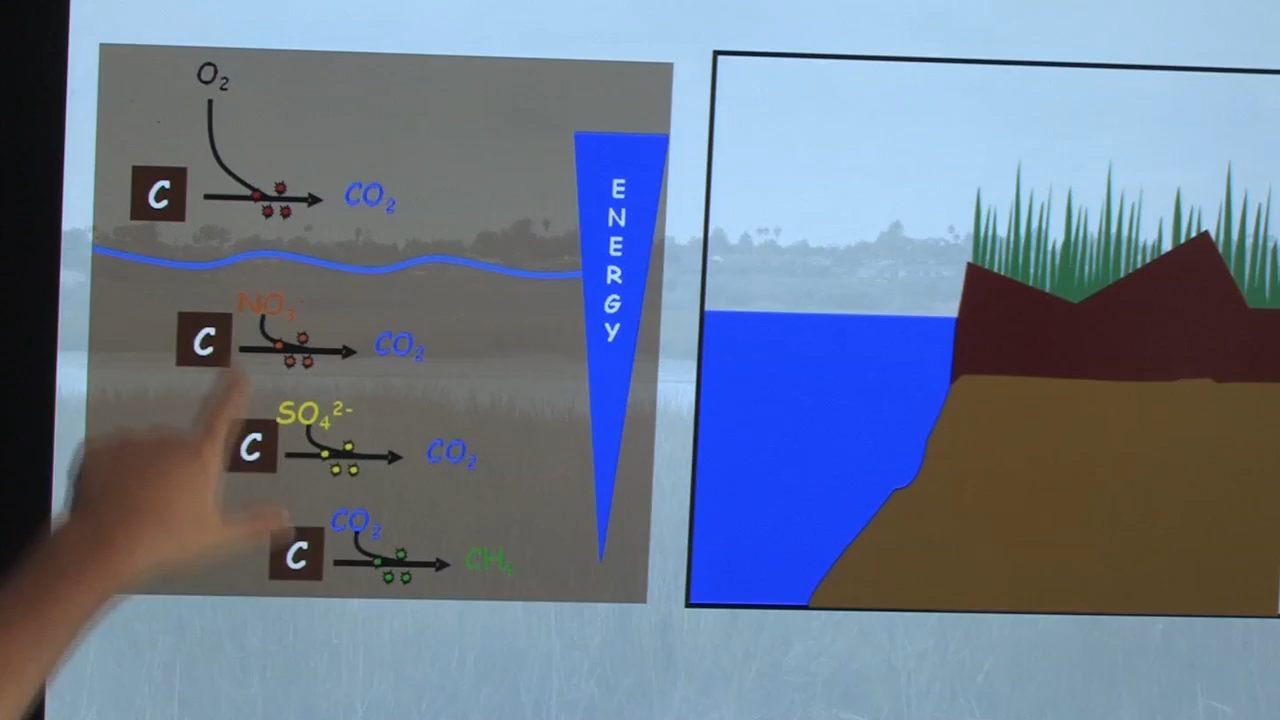 O₂
C CO₂
NO₃⁻
C CO₂
SO₄²⁻
C CO₂
CO₂
C CH₄
ENERGY